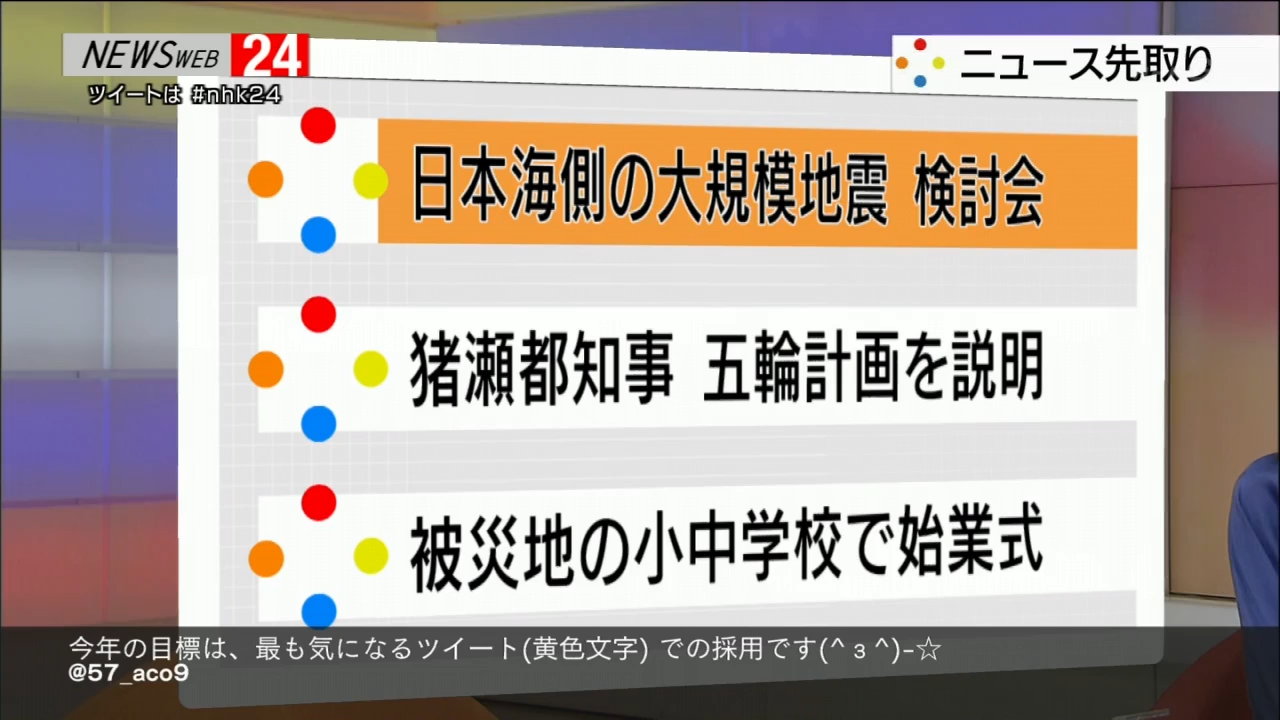 NEWS WEB 24
ツイートは #nhk24
ニュース先取り
日本海側の大規模地震 検討会
猪瀬都知事 五輪計画を説明
被災地の小中学校で始業式
今年の目標は、最も気になるツイート(黄色文字) での採用です(^з^)-☆
@57_aco9